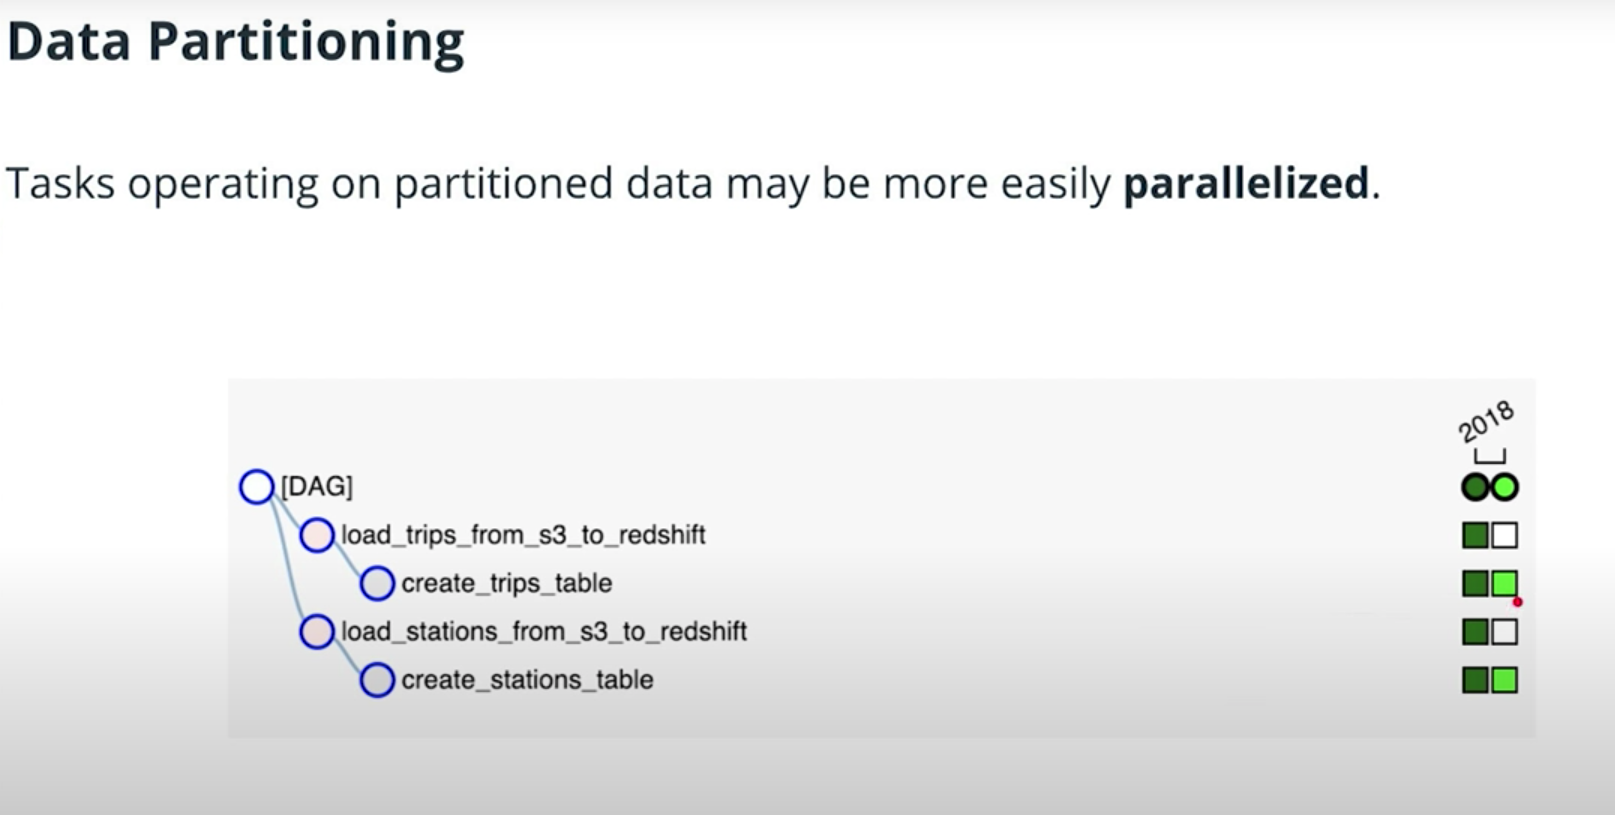 Data Partitioning
Tasks operating on partitioned data may be more easily parallelized.
2018
[DAG]
load_trips_from_s3_to_redshift
create_trips_table
load_stations_from_s3_to_redshift
create_stations_table